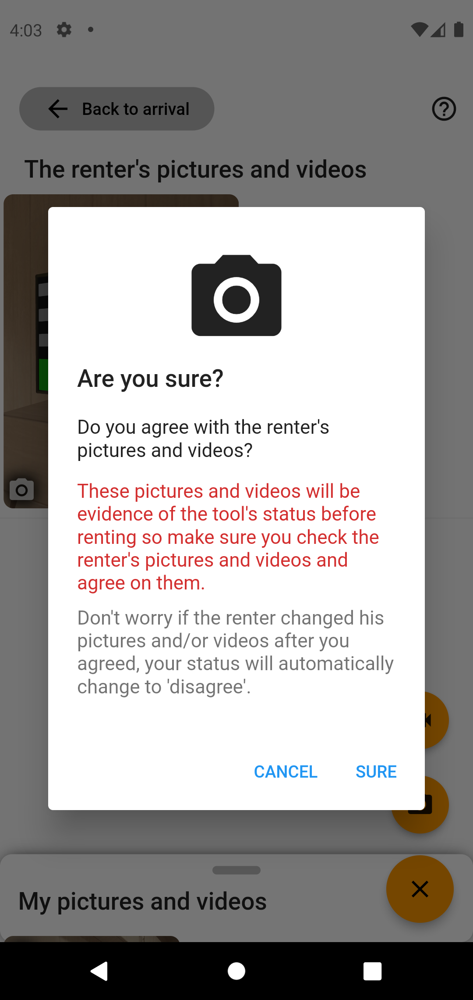 4:03
Back to arrival
The renter's pictures and videos
Are you sure?
Do you agree with the renter's
pictures and videos?
These pictures and videos will be
evidence of the tool's status before
renting so make sure you check the
renter's pictures and videos and
agree on them.
Don't worry if the renter changed his
pictures and/or videos after you
agreed, your status will automatically
change to 'disagree'.
CANCEL SURE
My pictures and videos